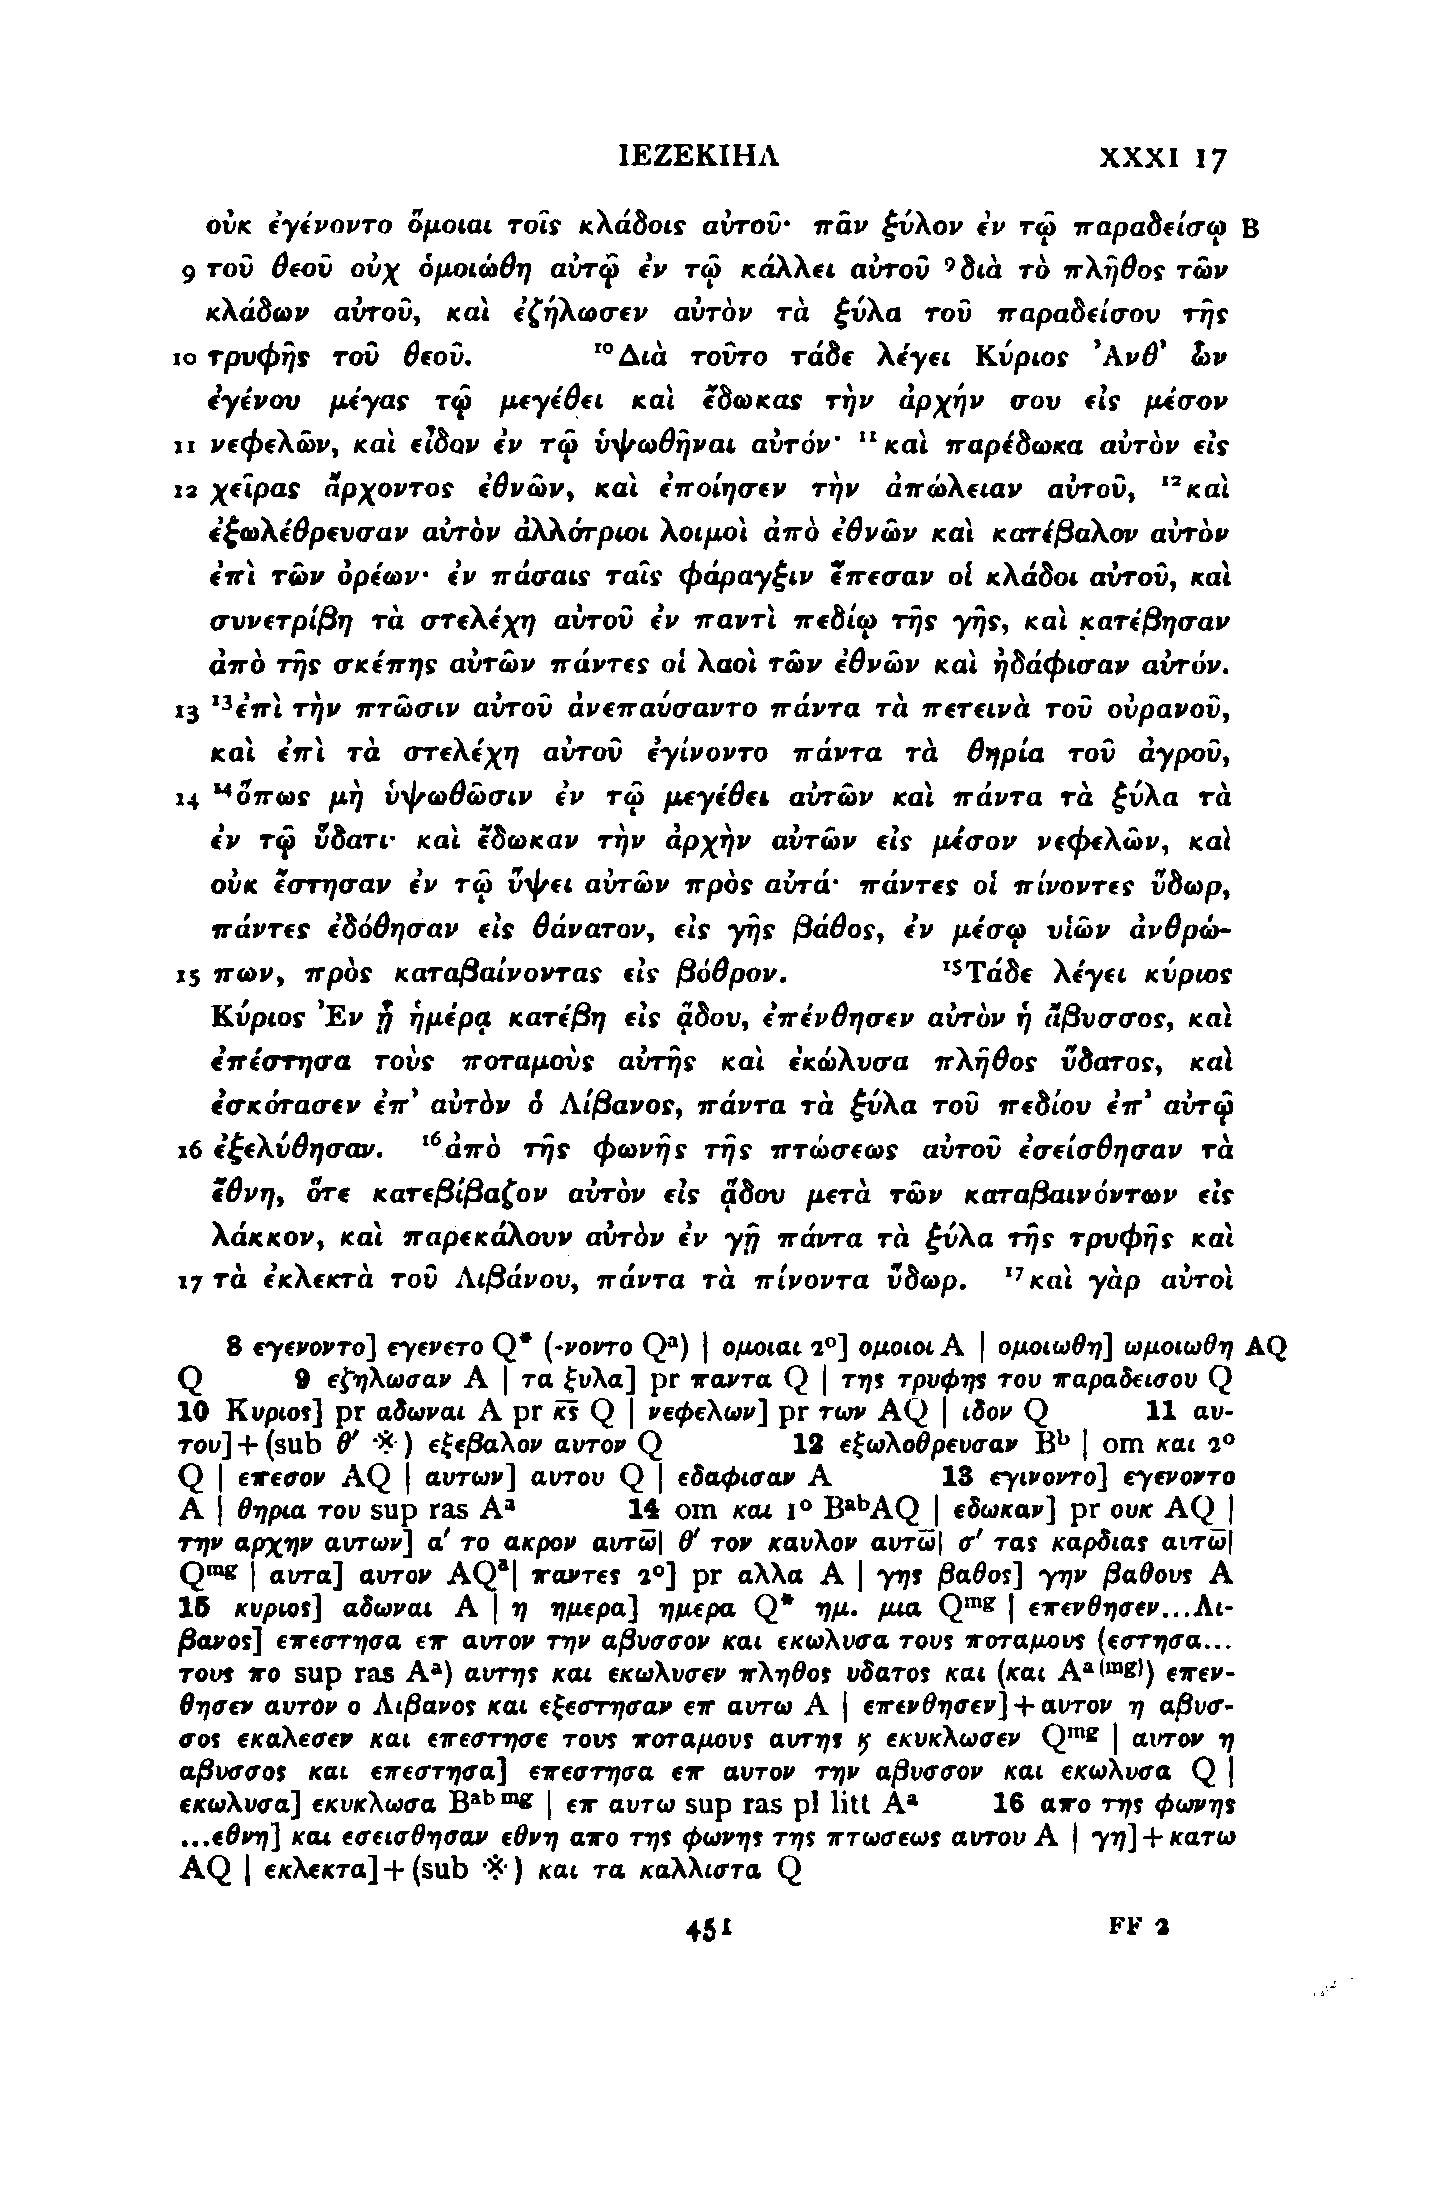 ΙΕΖΕΚΙΗΛ XXXI 17
οὐκ ἐγένοντο ὅμοιαι τοῖς κλάδοις αὐτοῦ· πᾶν ξύλον ἐν τῷ παραδείσῳ B
9 τοῦ θεοῦ οὐχ ὁμοιώθη αὐτῷ ἐν τῷ κάλλει αὐτοῦ ⁹διὰ τὸ πλῆθος τῶν
κλάδων αὐτοῦ, καὶ ἐζήλωσεν αὐτὸν τὰ ξύλα τοῦ παραδείσου τῆς
10 τρυφῆς τοῦ θεοῦ. ¹⁰Διὰ τοῦτο τάδε λέγει Κύριος Ἀνθ' ὧν
ἐγένου μέγας τῷ μεγέθει καὶ ἔδωκας τὴν ἀρχήν σου εἰς μέσον
11 νεφελῶν, καὶ εἶδον ἐν τῷ ὑψωθῆναι αὐτόν· ¹¹καὶ παρέδωκα αὐτὸν εἰς
12 χεῖρας ἄρχοντος ἐθνῶν, καὶ ἐποίησεν τὴν ἀπώλειαν αὐτοῦ, ¹²καὶ
ἐξωλέθρευσαν αὐτὸν ἀλλότριοι λοιμοὶ ἀπὸ ἐθνῶν καὶ κατέβαλον αὐτὸν
ἐπὶ τῶν ὀρέων· ἐν πάσαις ταῖς φάραγξιν ἔπεσαν οἱ κλάδοι αὐτοῦ, καὶ
συνετρίβη τὰ στελέχη αὐτοῦ ἐν παντὶ πεδίῳ τῆς γῆς, καὶ κατέβησαν
ἀπὸ τῆς σκέπης αὐτῶν πάντες οἱ λαοὶ τῶν ἐθνῶν καὶ ἠδάφισαν αὐτόν.
13 ¹³ἐπὶ τὴν πτῶσιν αὐτοῦ ἀνεπαύσαντο πάντα τὰ πετεινὰ τοῦ οὐρανοῦ,
καὶ ἐπὶ τὰ στελέχη αὐτοῦ ἐγίνοντο πάντα τὰ θηρία τοῦ ἀγροῦ,
14 ¹⁴ὅπως μὴ ὑψωθῶσιν ἐν τῷ μεγέθει αὐτῶν καὶ πάντα τὰ ξύλα τὰ
ἐν τῷ ὕδατι· καὶ ἔδωκαν τὴν ἀρχὴν αὐτῶν εἰς μέσον νεφελῶν, καὶ
οὐκ ἔστησαν ἐν τῷ ὕψει αὐτῶν πρὸς αὐτά· πάντες οἱ πίνοντες ὕδωρ,
πάντες ἐδόθησαν εἰς θάνατον, εἰς γῆς βάθος, ἐν μέσῳ υἱῶν ἀνθρώ-
15 πων, πρὸς καταβαίνοντας εἰς βόθρον. ¹⁵Τάδε λέγει κύριος
Κύριος Ἐν ᾗ ἡμέρᾳ κατέβη εἰς ᾅδου, ἐπένθησεν αὐτὸν ἡ ἄβυσσος, καὶ
ἐπέστησα τοὺς ποταμοὺς αὐτῆς καὶ ἐκώλυσα πλῆθος ὕδατος, καὶ
ἐσκότασεν ἐπ' αὐτὸν ὁ Λίβανος, πάντα τὰ ξύλα τοῦ πεδίου ἐπ' αὐτῷ
16 ἐξελύθησαν. ¹⁶ἀπὸ τῆς φωνῆς τῆς πτώσεως αὐτοῦ ἐσείσθησαν τὰ
ἔθνη, ὅτε κατεβίβαζον αὐτὸν εἰς ᾅδου μετὰ τῶν καταβαινόντων εἰς
λάκκον, καὶ παρεκάλουν αὐτὸν ἐν γῇ πάντα τὰ ξύλα τῆς τρυφῆς καὶ
17 τὰ ἐκλεκτὰ τοῦ Λιβάνου, πάντα τὰ πίνοντα ὕδωρ. ¹⁷καὶ γὰρ αὐτοὶ
8 εγενοντο] εγενετο Q* (-νοντο Qᵃ) | ομοιαι 2⁰] ομοιοι A | ομοιωθη] ωμοιωθη AQ
Q 9 εζηλωσαν A | τα ξυλα] pr παντα Q | της τρυφης του παραδεισου Q
10 Κυριος] pr αδωναι A pr κ̅ς̅ Q | νεφελων] pr των AQ | ιδον Q 11 αυ-
του]+(sub θ′ ※) εξεβαλον αυτον Q 12 εξωλοθρευσαν Bᵇ | om και 2⁰
Q | επεσον AQ | αυτων] αυτου Q | εδαφισαν A 13 εγινοντο] εγενοντο
A | θηρια του sup ras Aᵃ 14 om και 1⁰ BᵃᵇAQ | εδωκαν] pr ουκ AQ |
την αρχην αυτων] α′ το ακρον αυτω̅| θ′ τον καυλον αυτω̅| σ′ τας καρδιας αυτω̅|
Qᵐᵍ | αυτα] αυτον AQᵃ| παντες 2⁰] pr αλλα A | γης βαθος] γην βαθους A
15 κυριος] αδωναι A | η ημερα] ημερα Q* ημ. μια Qᵐᵍ | επενθησεν...Λι-
βανος] επεστησα επ αυτον την αβυσσον και εκωλυσα τους ποταμους (εστησα...
τους πο sup ras Aᵃ) αυτης και εκωλυσεν πληθος υδατος και (και Aᵃ⁽ᵐᵍ⁾) επεν-
θησεν αυτον ο Λιβανος και εξεστησαν επ αυτω A | επενθησεν]+αυτον η αβυσ-
σος εκαλεσεν και επεστησε τους ποταμους αυτης ϗ εκυκλωσεν Qᵐᵍ | αυτον η
αβυσσος και επεστησα] επεστησα επ αυτον την αβυσσον και εκωλυσα Q |
εκωλυσα] εκυκλωσα Bᵃᵇᵐᵍ | επ αυτω sup ras pl litt Aᵃ 16 απο της φωνης
...εθνη] και εσεισθησαν εθνη απο της φωνης της πτωσεως αυτου A | γη]+κατω
AQ | εκλεκτα]+(sub ※) και τα καλλιστα Q
451 FF 2